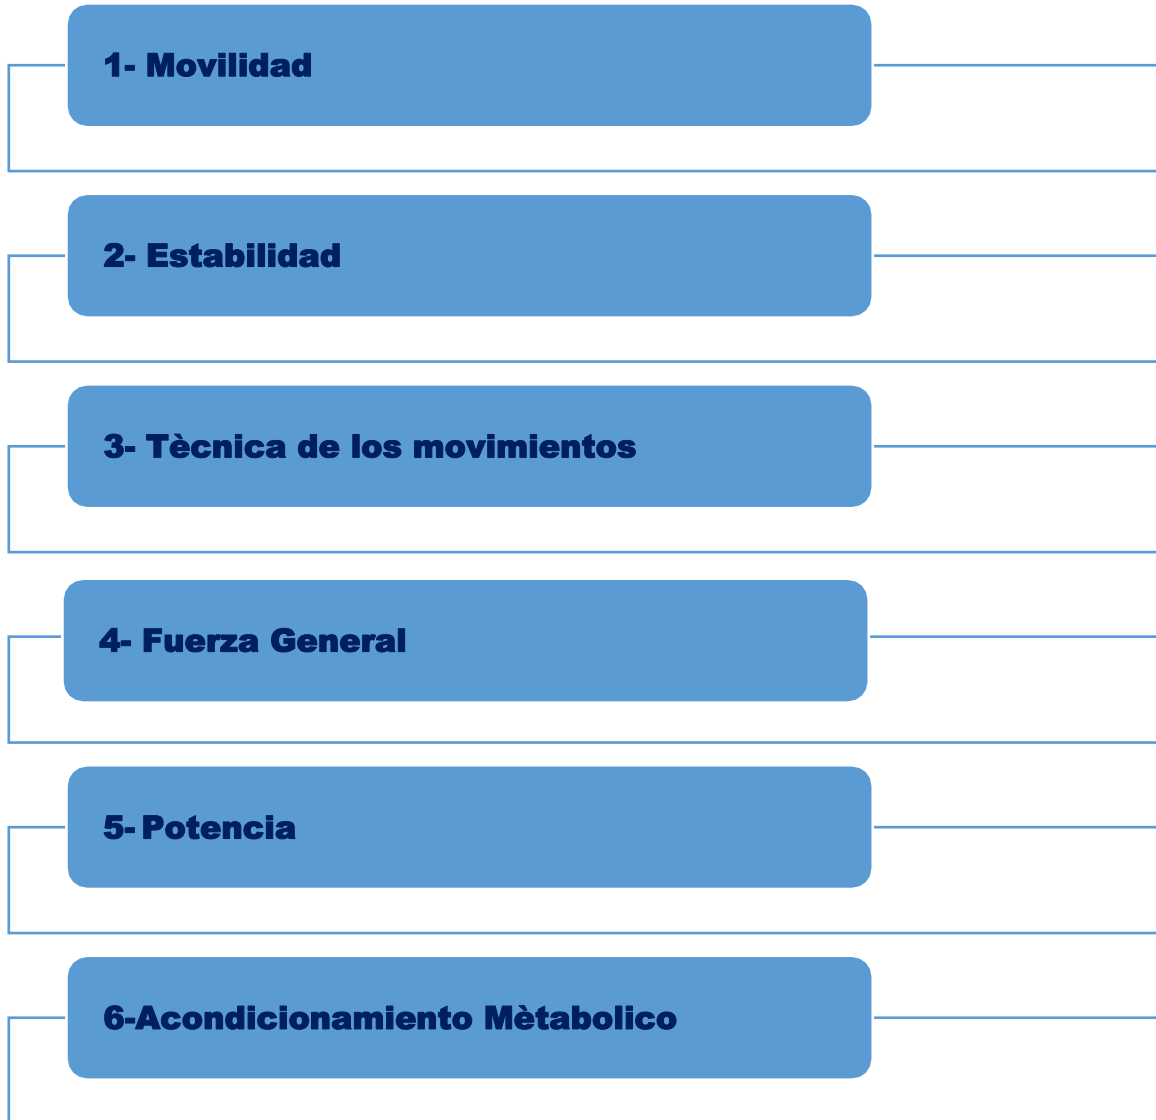 1- Movilidad
2- Estabilidad
3- Tècnica de los movimientos
4- Fuerza General
5- Potencia
6-Acondicionamiento Mètabolico